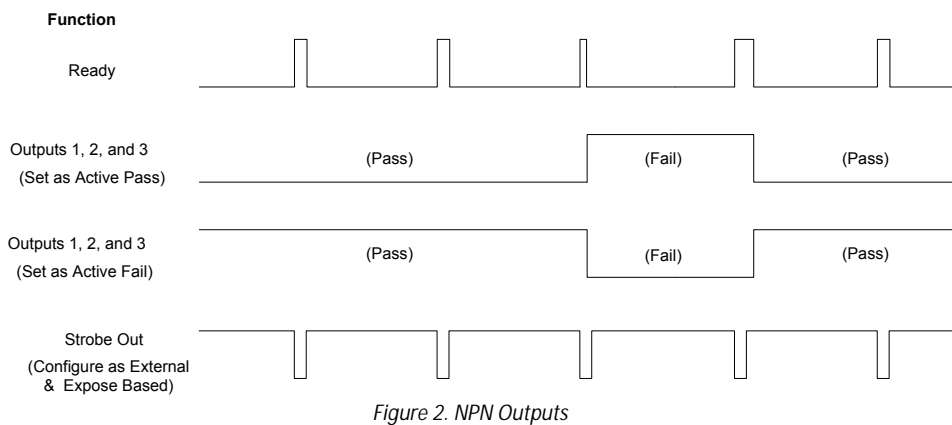 Function
Ready
Outputs 1, 2, and 3
(Set as Active Pass)
(Pass)
(Fail)
(Pass)
Outputs 1, 2, and 3
(Set as Active Fail)
(Pass)
(Fail)
(Pass)
Strobe Out
(Configure as External
& Expose Based)
Figure 2. NPN Outputs